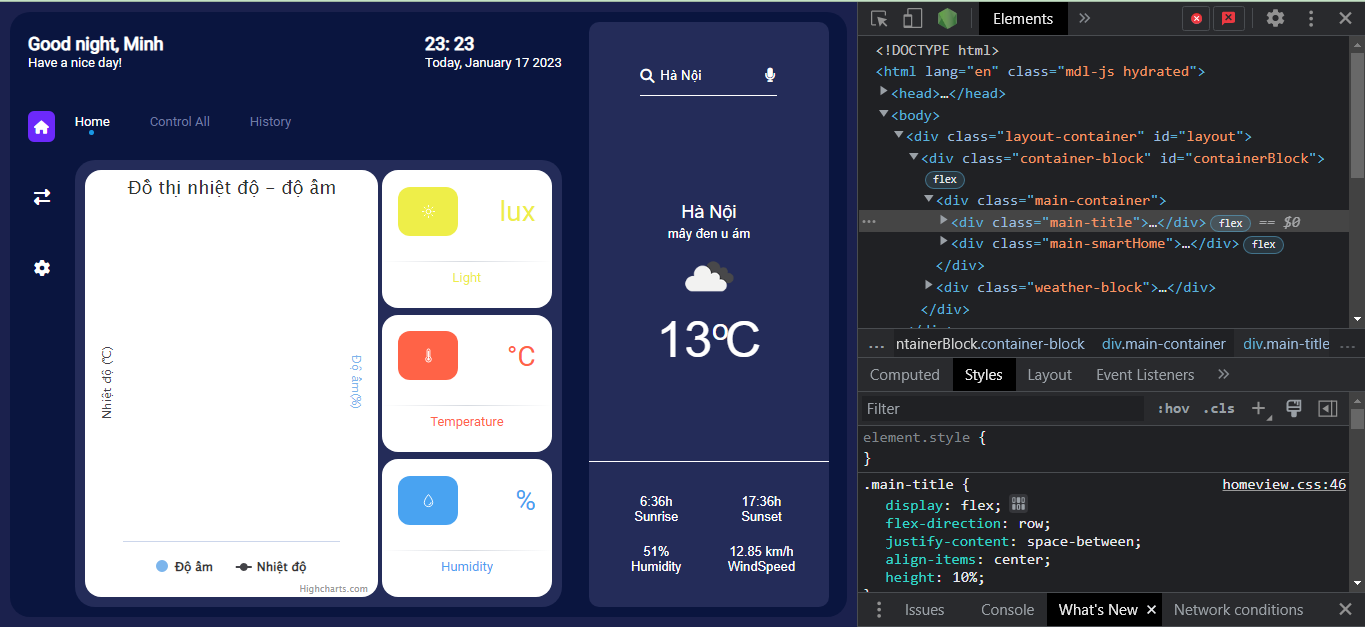 Good night, Minh
Have a nice day!
23: 23
Today, January 17 2023
Home
Control All
History
Đồ thị nhiệt độ - độ ẩm
Nhiệt độ (°C)
Độ ẩm(%)
Độ ẩm
Nhiệt độ
Highcharts.com
lux
Light
°C
Temperature
%
Humidity
Hà Nội
Hà Nội
mây đen u ám
13°C
6:36h
Sunrise
17:36h
Sunset
51%
Humidity
12.85 km/h
WindSpeed
Elements
<!DOCTYPE html>
<html lang="en" class="mdl-js hydrated">
<head>…</head>
<body>
<div class="layout-container" id="layout">
<div class="container-block" id="containerBlock">
flex
<div class="main-container">
<div class="main-title">…</div> flex == $0
<div class="main-smartHome">…</div> flex
</div>
<div class="weather-block">…</div>
</div>
... ntainerBlock.container-block div.main-container div.main-title ...
Computed Styles Layout Event Listeners
Filter :hov .cls
element.style {
}
.main-title { homeview.css:46
display: flex;
flex-direction: row;
justify-content: space-between;
align-items: center;
height: 10%;
Issues Console What's New Network conditions